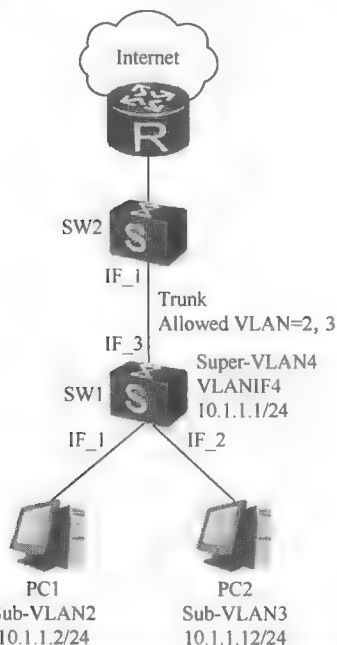 Internet
R
SW2
S
IF_1
Trunk
Allowed VLAN=2, 3
IF_3
Super-VLAN4
VLANIF4
10.1.1.1/24
SW1
S
IF_1
IF_2
PC1
Sub-VLAN2
10.1.1.2/24
PC2
Sub-VLAN3
10.1.1.12/24